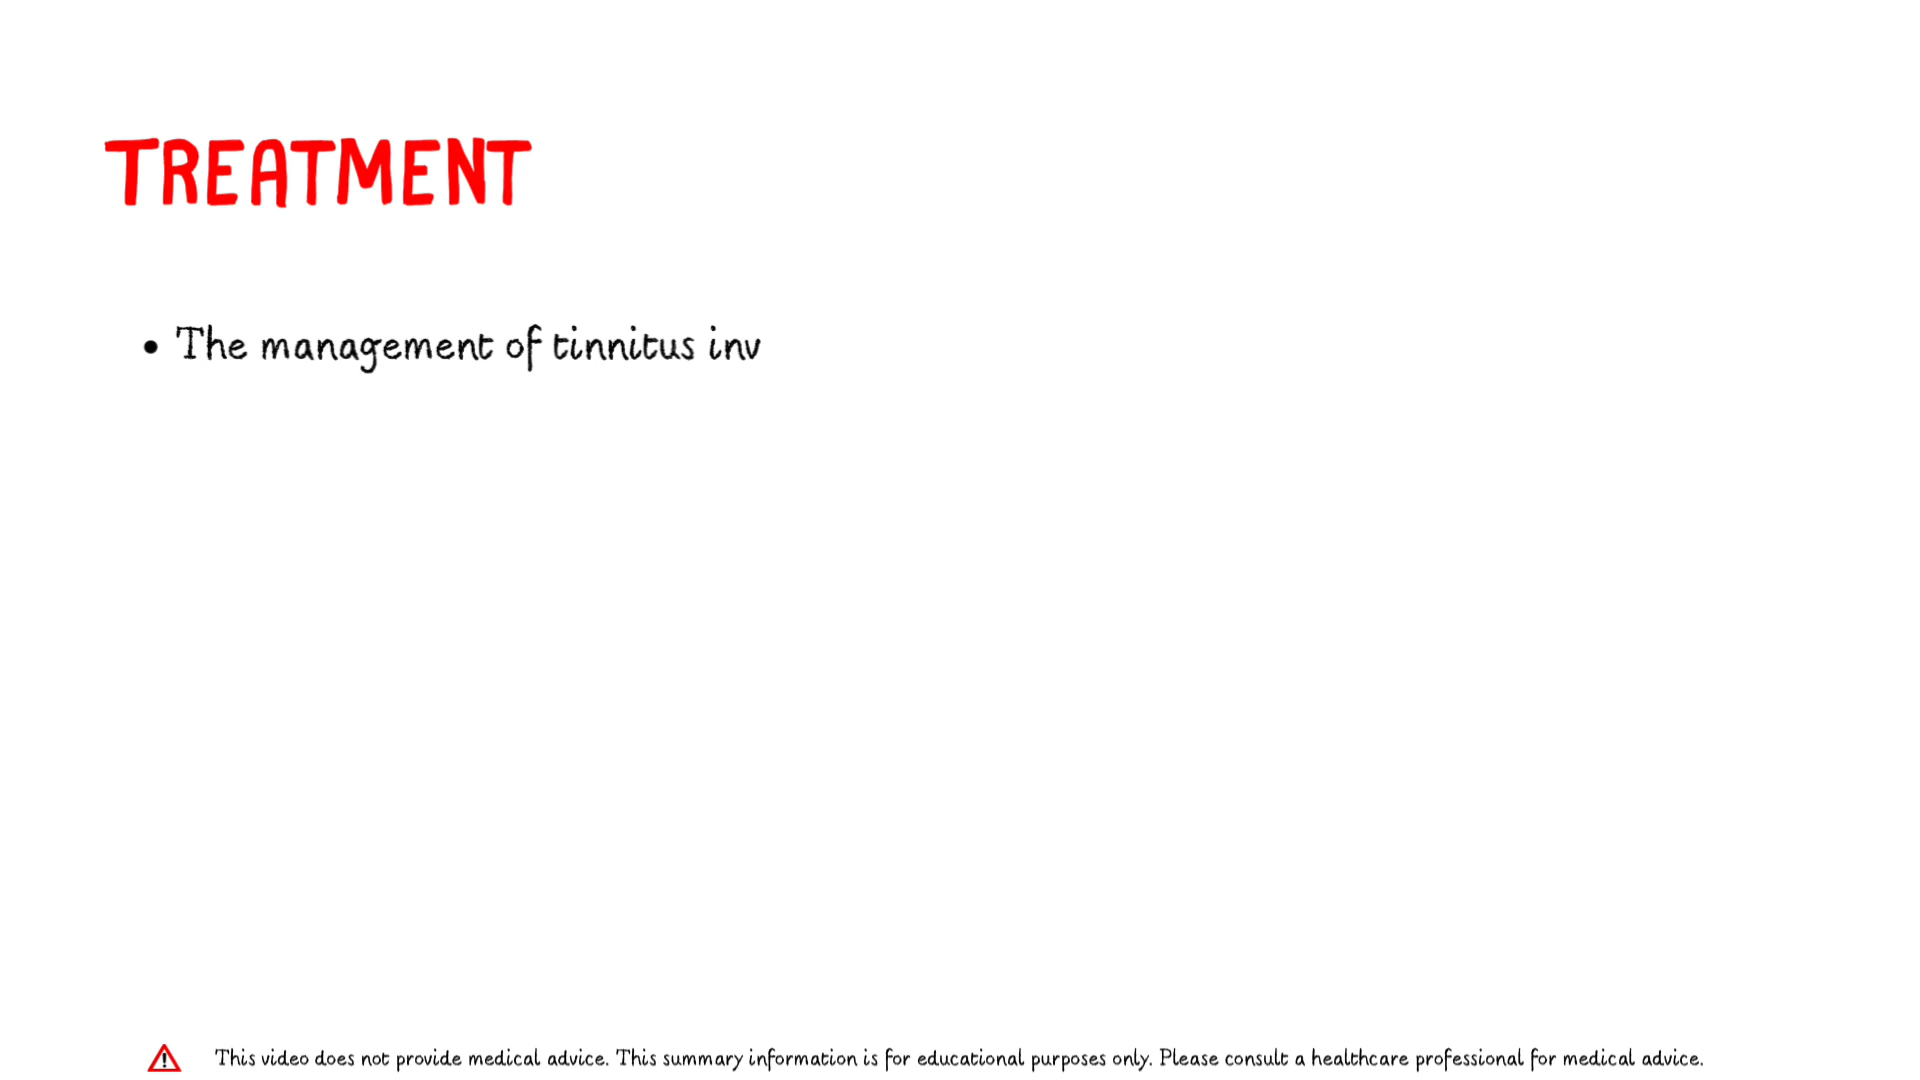 TREATMENT
• The management of tinnitus inv
This video does not provide medical advice. This summary information is for educational purposes only. Please consult a healthcare professional for medical advice.